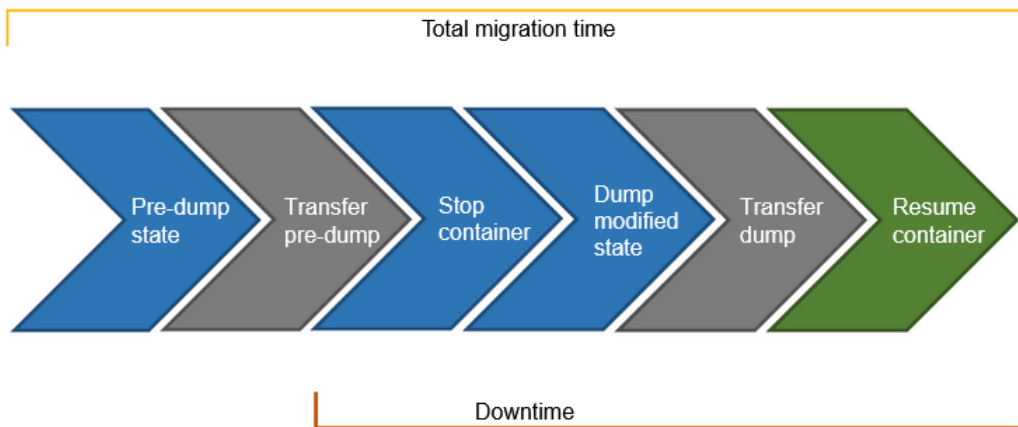 Total migration time
Pre-dump
state
Transfer
pre-dump
Stop
container
Dump
modified
state
Transfer
dump
Resume
container
Downtime